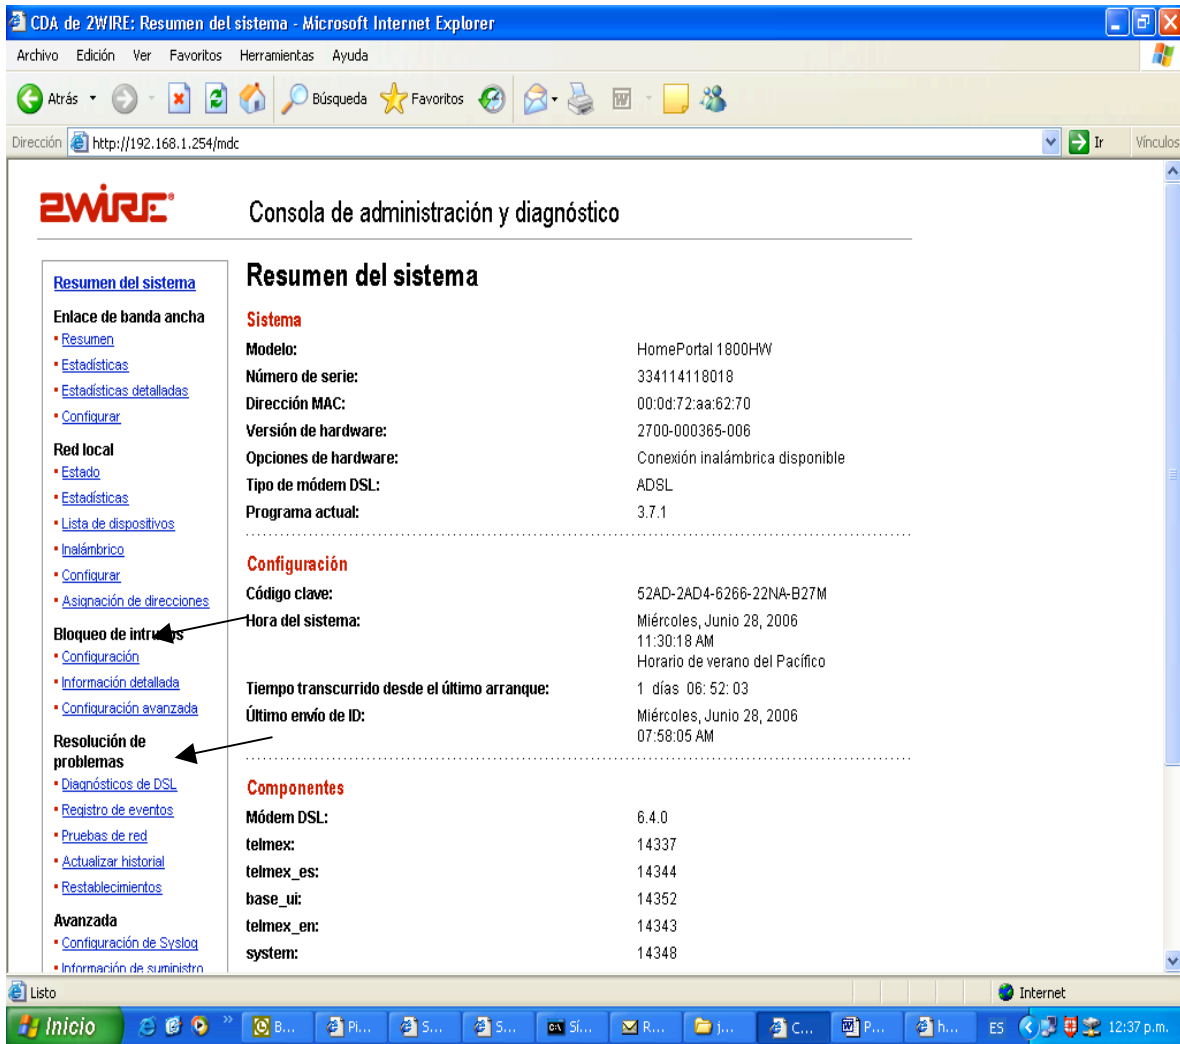 CDA de 2WIRE: Resumen del sistema - Microsoft Internet Explorer
Archivo Edición Ver Favoritos Herramientas Ayuda
Atrás Búsqueda Favoritos
Dirección http://192.168.1.254/mdc Ir Vínculos
2WIRE® Consola de administración y diagnóstico
Resumen del sistema
Enlace de banda ancha
Resumen
Estadísticas
Estadísticas detalladas
Configurar
Red local
Estado
Estadísticas
Lista de dispositivos
Inalámbrico
Configurar
Asignación de direcciones
Bloqueo de intrusos
Configuración
Información detallada
Configuración avanzada
Resolución de
problemas
Diagnósticos de DSL
Registro de eventos
Pruebas de red
Actualizar historial
Restablecimientos
Avanzada
Configuración de Syslog
Información de suministro
Resumen del sistema
Sistema
Modelo: HomePortal 1800HW
Número de serie: 334114118018
Dirección MAC: 00:0d:72:aa:62:70
Versión de hardware: 2700-000365-006
Opciones de hardware: Conexión inalámbrica disponible
Tipo de módem DSL: ADSL
Programa actual: 3.7.1
Configuración
Código clave: 52AD-2AD4-6266-22NA-B27M
Hora del sistema: Miércoles, Junio 28, 2006
11:30:18 AM
Horario de verano del Pacífico
Tiempo transcurrido desde el último arranque: 1 días 06: 52: 03
Último envío de ID: Miércoles, Junio 28, 2006
07:58:05 AM
Componentes
Módem DSL: 6.4.0
telmex: 14337
telmex_es: 14344
base_ui: 14352
telmex_en: 14343
system: 14348
Listo Internet
Inicio B... Pi... S... S... Sí... R... j... C... P... h... ES 12:37 p.m.